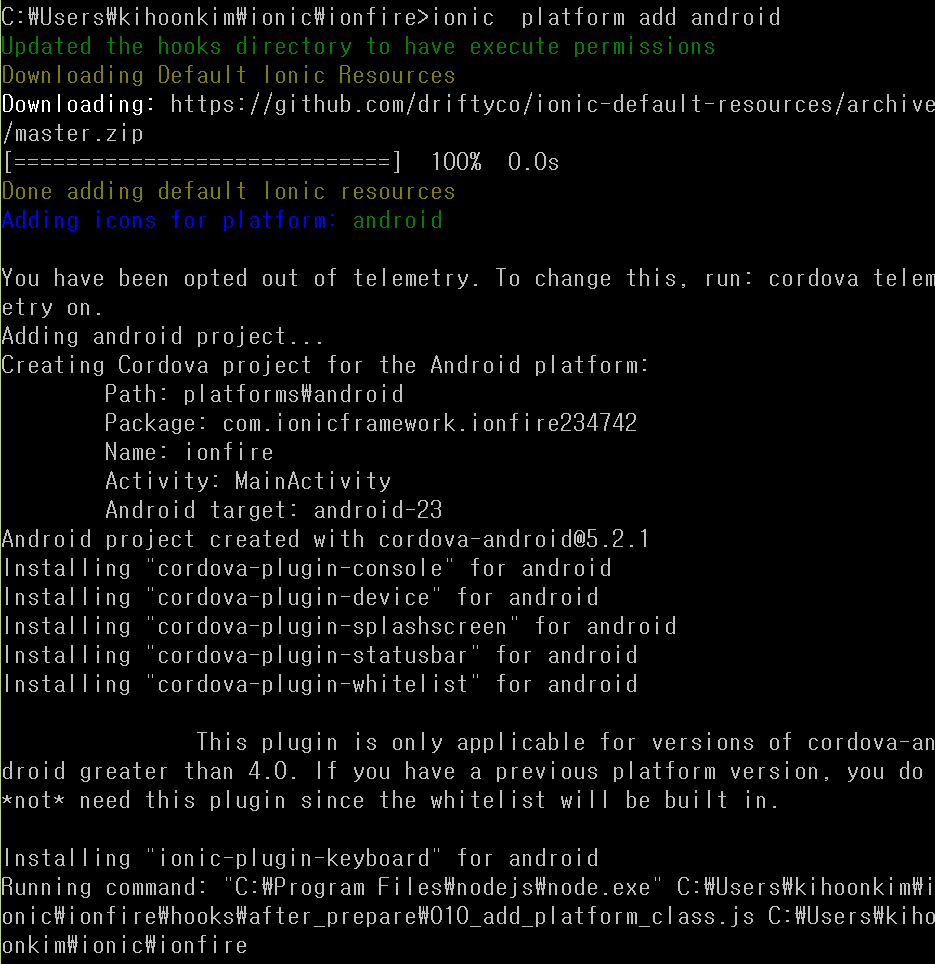 C:₩Users₩kihoonkim₩ionic₩ionfire>ionic  platform add android
Updated the hooks directory to have execute permissions
Downloading Default Ionic Resources
Downloading: https://github.com/driftyco/ionic-default-resources/archive
/master.zip
[=============================]  100%  0.0s
Done adding default Ionic resources
Adding icons for platform: android
You have been opted out of telemetry. To change this, run: cordova telem
etry on.
Adding android project...
Creating Cordova project for the Android platform:
Path: platforms₩android
Package: com.ionicframework.ionfire234742
Name: ionfire
Activity: MainActivity
Android target: android-23
Android project created with cordova-android@5.2.1
Installing "cordova-plugin-console" for android
Installing "cordova-plugin-device" for android
Installing "cordova-plugin-splashscreen" for android
Installing "cordova-plugin-statusbar" for android
Installing "cordova-plugin-whitelist" for android
This plugin is only applicable for versions of cordova-an
droid greater than 4.0. If you have a previous platform version, you do
*not* need this plugin since the whitelist will be built in.
Installing "ionic-plugin-keyboard" for android
Running command: "C:₩Program Files₩nodejs₩node.exe" C:₩Users₩kihoonkim₩i
onic₩ionfire₩hooks₩after_prepare₩010_add_platform_class.js C:₩Users₩kiho
onkim₩ionic₩ionfire